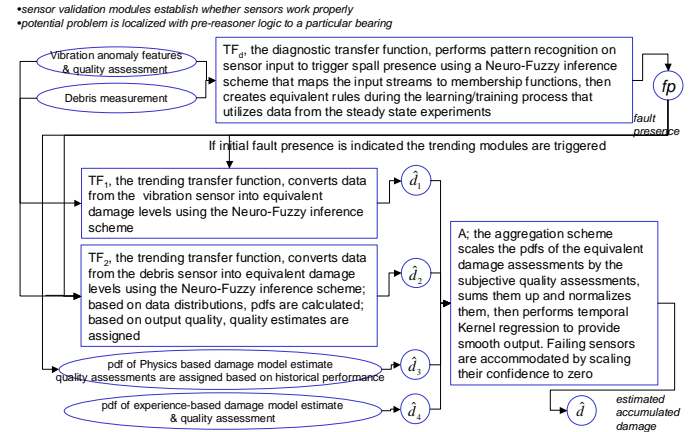 •sensor validation modules establish whether sensors work properly
•potential problem is localized with pre-reasoner logic to a particular bearing
Vibration anomaly features
& quality assessment
Debris measurement
TFd, the diagnostic transfer function, performs pattern recognition on
sensor input to trigger spall presence using a Neuro-Fuzzy inference
scheme that maps the input streams to membership functions, then
creates equivalent rules during the learning/training process that
utilizes data from the steady state experiments
fp
fault
presence
If initial fault presence is indicated the trending modules are triggered
TF1, the trending transfer function, converts data
from the vibration sensor into equivalent
damage levels using the Neuro-Fuzzy inference
scheme
d̂1
TF2, the trending transfer function, converts data
from the debris sensor into equivalent damage
levels using the Neuro-Fuzzy inference scheme;
based on data distributions, pdfs are calculated;
based on output quality, quality estimates are
assigned
d̂2
pdf of Physics based damage model estimate
quality assessments are assigned based on historical performance
d̂3
pdf of experience-based damage model estimate
& quality assessment
d̂4
A; the aggregation scheme
scales the pdfs of the equivalent
damage assessments by the
subjective quality assessments,
sums them up and normalizes
them, then performs temporal
Kernel regression to provide
smooth output. Failing sensors
are accommodated by scaling
their confidence to zero
d̂
estimated
accumulated
damage